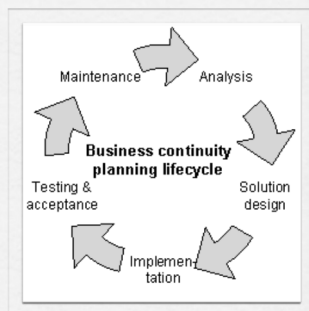 Maintenance
Analysis
Business continuity
planning lifecycle
Testing &
acceptance
Solution
design
Implemen-
tation